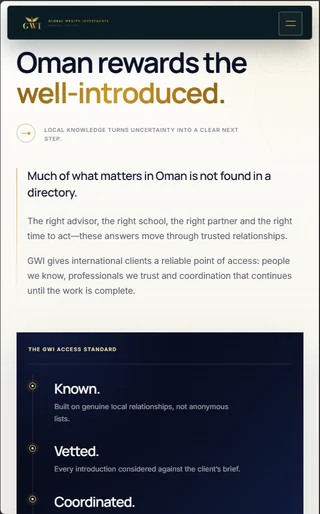 GWI
GLOBAL WEALTH INVESTMENTS
Oman rewards the
well-introduced.
LOCAL KNOWLEDGE TURNS UNCERTAINTY INTO A CLEAR NEXT
STEP.
Much of what matters in Oman is not found in a
directory.
The right advisor, the right school, the right partner and the right
time to act—these answers move through trusted relationships.
GWI gives international clients a reliable point of access: people
we know, professionals we trust and coordination that continues
until the work is complete.
THE GWI ACCESS STANDARD
Known.
Built on genuine local relationships, not anonymous
lists.
Vetted.
Every introduction considered against the client's brief.
Coordinated.